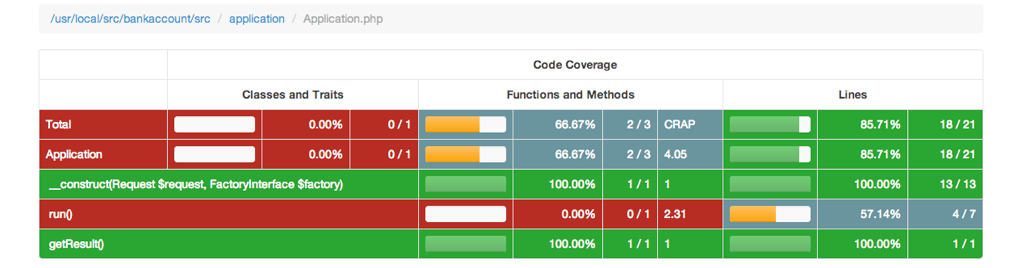 /usr/local/src/bankaccount/src / application / Application.php
Code Coverage
Classes and Traits Functions and Methods Lines
Total 0.00% 0 / 1 66.67% 2 / 3 CRAP 85.71% 18 / 21
Application 0.00% 0 / 1 66.67% 2 / 3 4.05 85.71% 18 / 21
__construct(Request $request, FactoryInterface $factory) 100.00% 1 / 1 1 100.00% 13 / 13
run() 0.00% 0 / 1 2.31 57.14% 4 / 7
getResult() 100.00% 1 / 1 1 100.00% 1 / 1